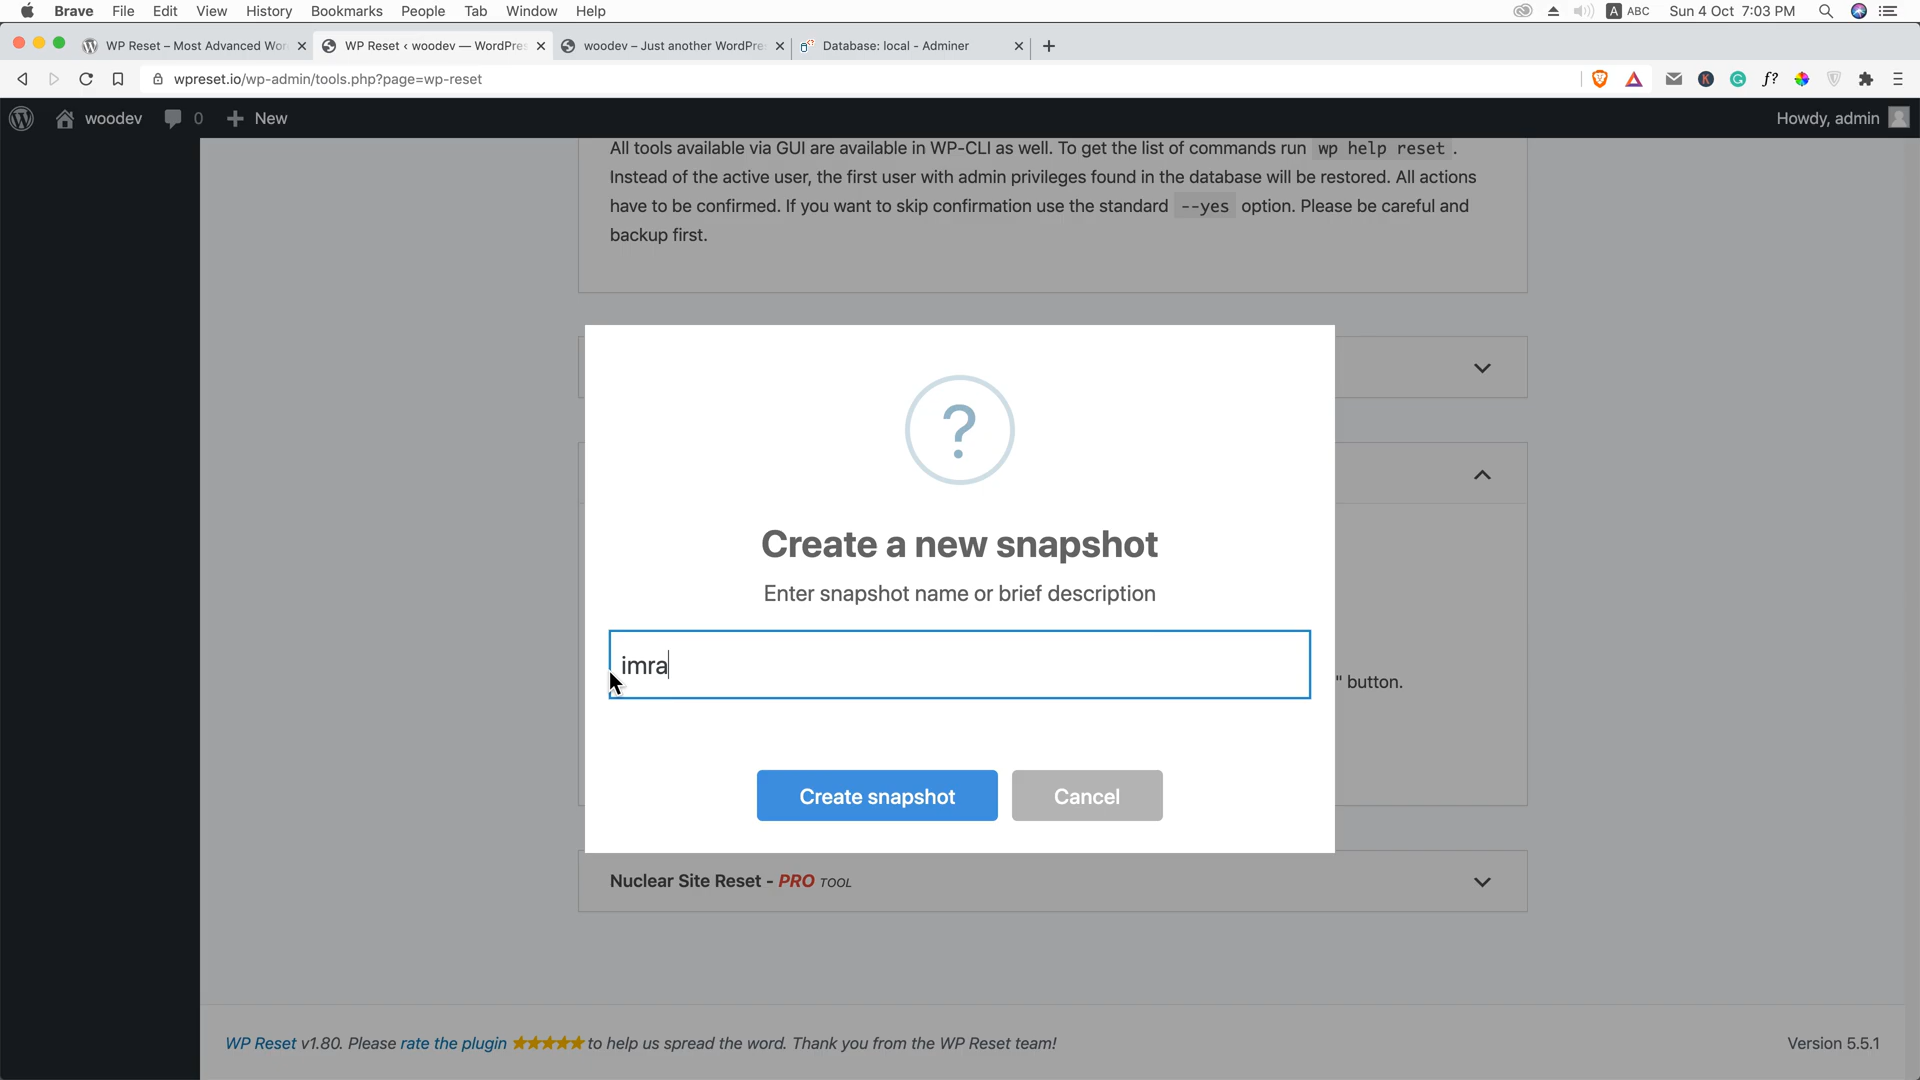 Brave File Edit View History Bookmarks People Tab Window Help A ABC Sun 4 Oct 7:03 PM
WP Reset – Most Advanced Wor WP Reset ‹ woodev — WordPres woodev – Just another WordPre Database: local - Adminer
wpreset.io/wp-admin/tools.php?page=wp-reset K G f?
woodev 0 New Howdy, admin
All tools available via GUI are available in WP-CLI as well. To get the list of commands run wp help reset .
Instead of the active user, the first user with admin privileges found in the database will be restored. All actions
have to be confirmed. If you want to skip confirmation use the standard --yes option. Please be careful and
backup first.
?
Create a new snapshot
Enter snapshot name or brief description
imra
" button.
Create snapshot Cancel
Nuclear Site Reset - PRO TOOL
WP Reset v1.80. Please rate the plugin ★★★★★ to help us spread the word. Thank you from the WP Reset team! Version 5.5.1